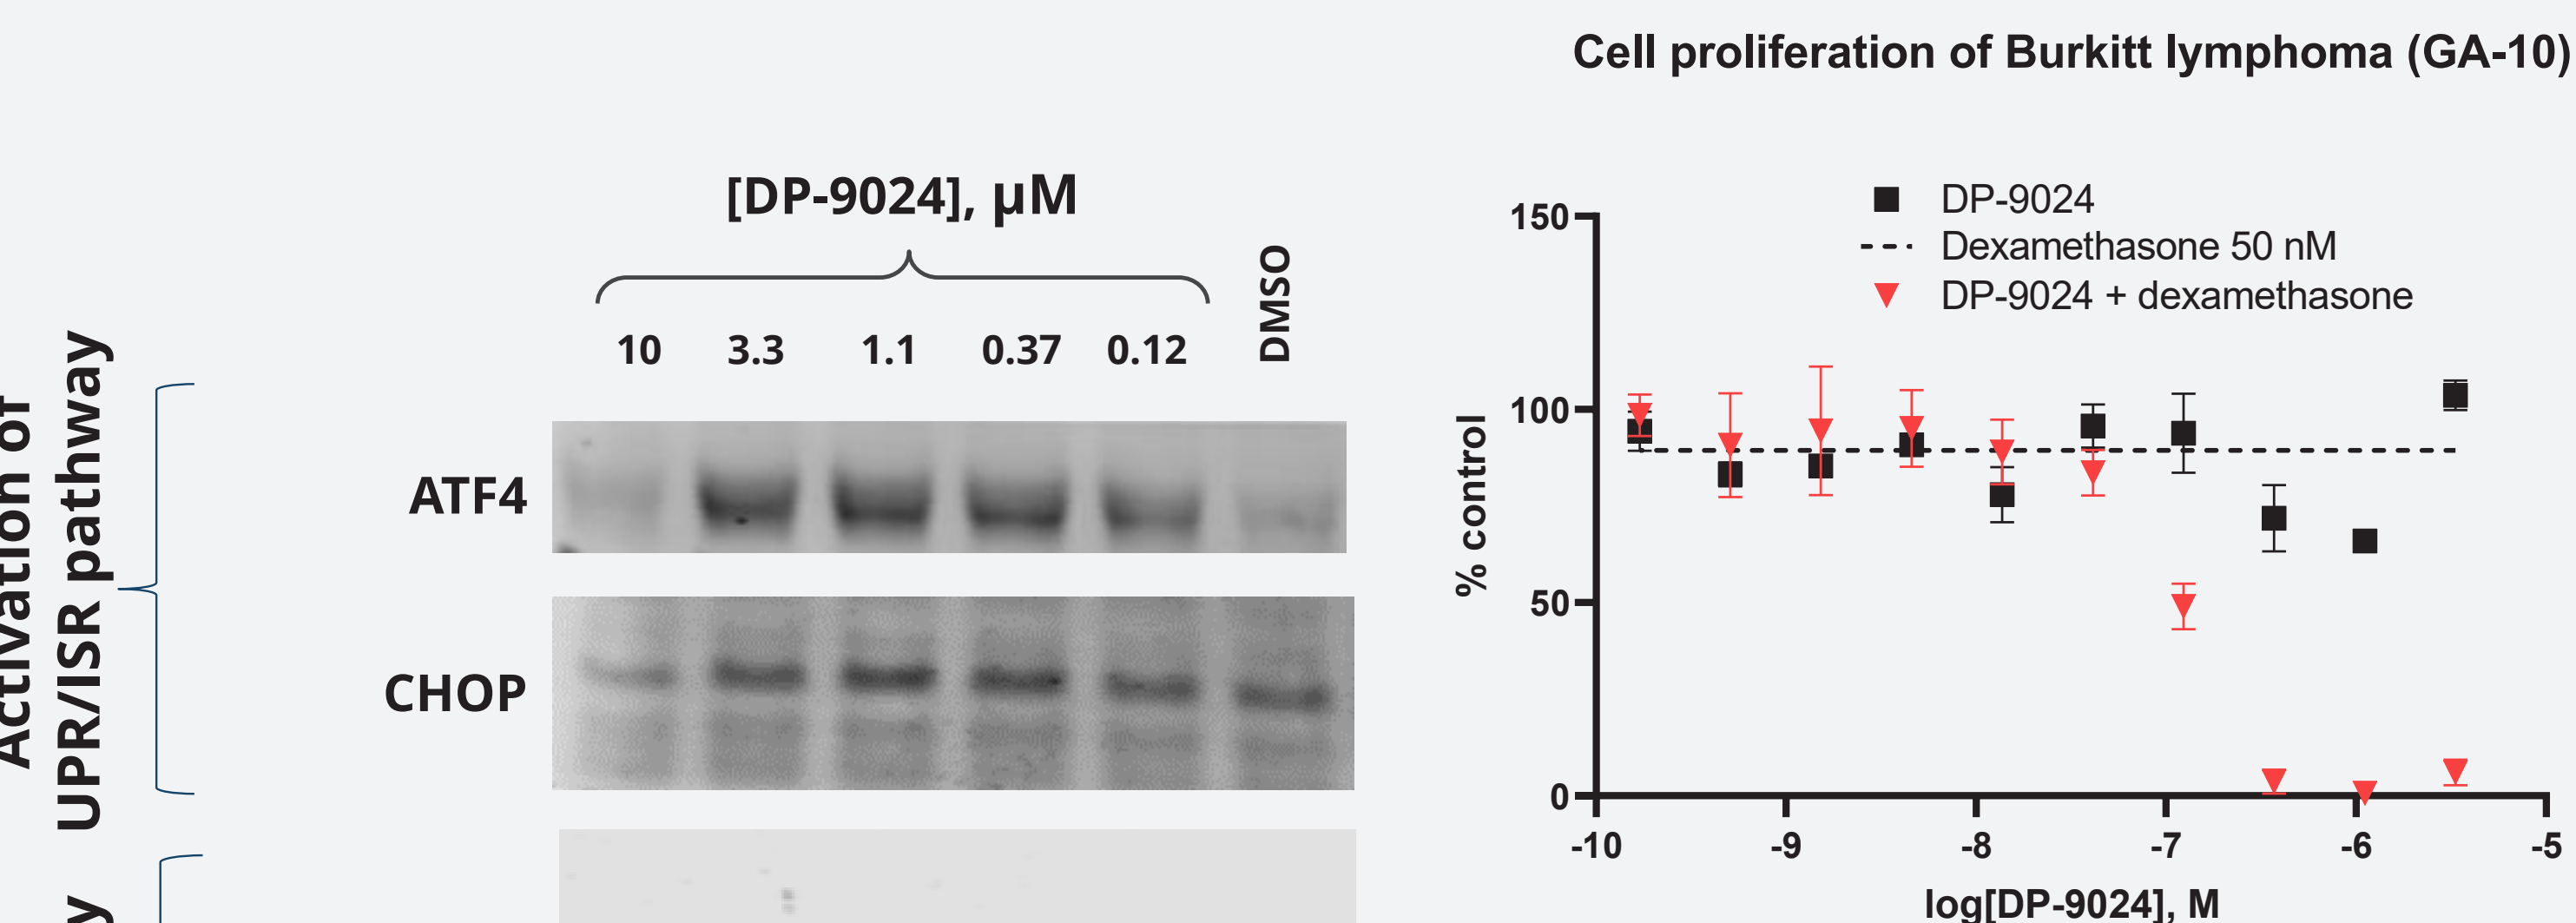 Cell proliferation of Burkitt lymphoma (GA-10)
[DP-9024], µM
10 3.3 1.1 0.37 0.12 DMSO
Activation of
UPR/ISR pathway
ATF4
CHOP
DP-9024
Dexamethasone 50 nM
DP-9024 + dexamethasone
% control
150
100
50
0
-10 -9 -8 -7 -6 -5
log[DP-9024], M